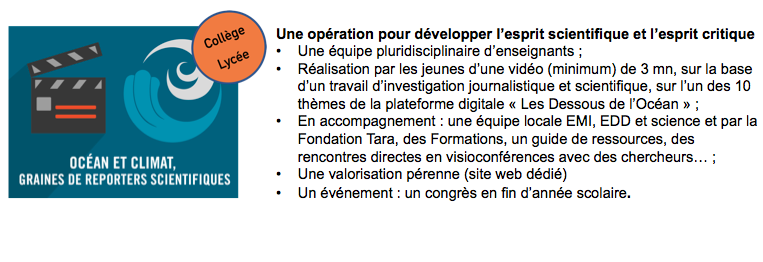 Collège
Lycée
OCÉAN ET CLIMAT,
GRAINES DE REPORTERS SCIENTIFIQUES
Une opération pour développer l'esprit scientifique et l'esprit critique
• Une équipe pluridisciplinaire d'enseignants ;
• Réalisation par les jeunes d'une vidéo (minimum) de 3 mn, sur la base
d'un travail d'investigation journalistique et scientifique, sur l'un des 10
thèmes de la plateforme digitale « Les Dessous de l'Océan » ;
• En accompagnement : une équipe locale EMI, EDD et science et par la
Fondation Tara, des Formations, un guide de ressources, des
rencontres directes en visioconférences avec des chercheurs… ;
• Une valorisation pérenne (site web dédié)
• Un événement : un congrès en fin d'année scolaire.